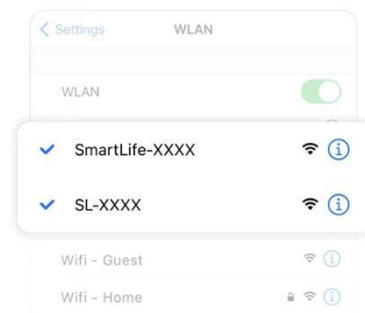 Settings WLAN
WLAN
SmartLife-XXXX
SL-XXXX
Wifi - Guest
Wifi - Home